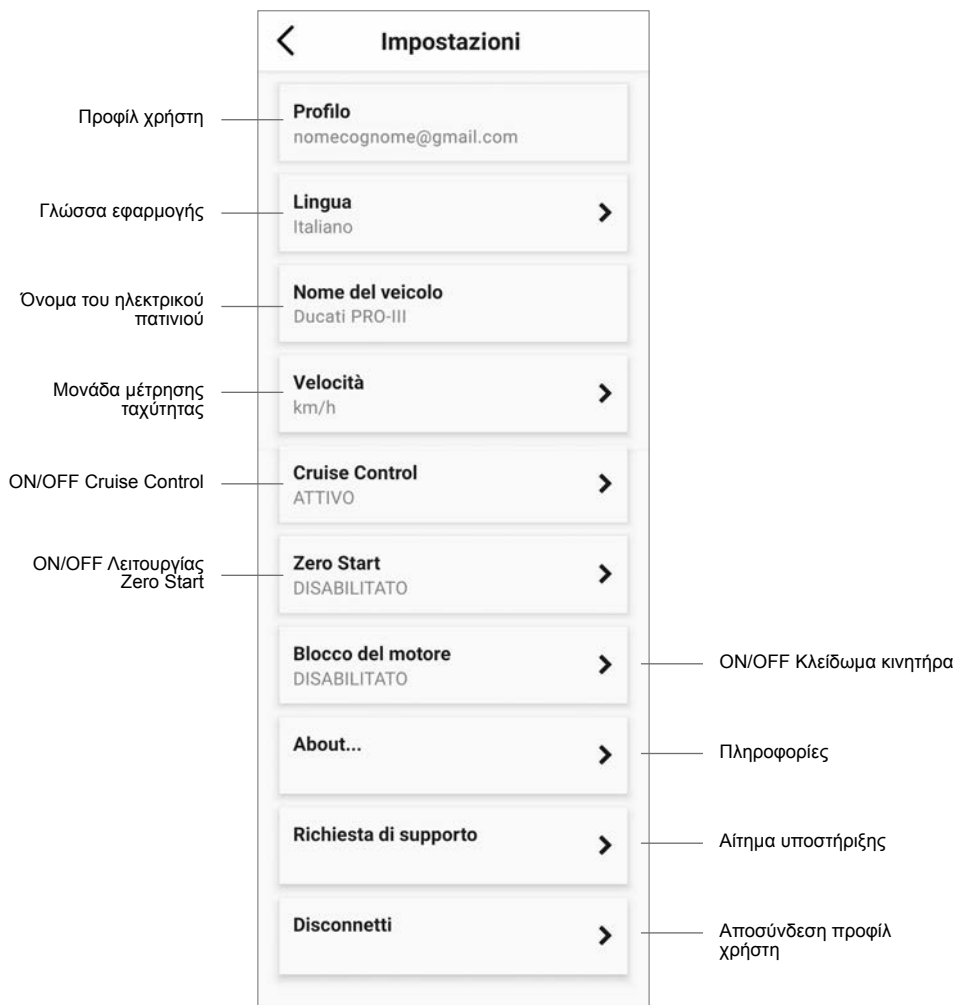 Impostazioni
Προφίλ χρήστη
Profilo
nomecognome@gmail.com
Γλώσσα εφαρμογής
Lingua
Italiano
Όνομα του ηλεκτρικού
πατινιού
Nome del veicolo
Ducati PRO-III
Μονάδα μέτρησης
ταχύτητας
Velocità
km/h
ON/OFF Cruise Control
Cruise Control
ATTIVO
ON/OFF Λειτουργίας
Zero Start
Zero Start
DISABILITATO
Blocco del motore
DISABILITATO
ON/OFF Κλείδωμα κινητήρα
About...
Πληροφορίες
Richiesta di supporto
Αίτημα υποστήριξης
Disconnetti
Αποσύνδεση προφίλ
χρήστη